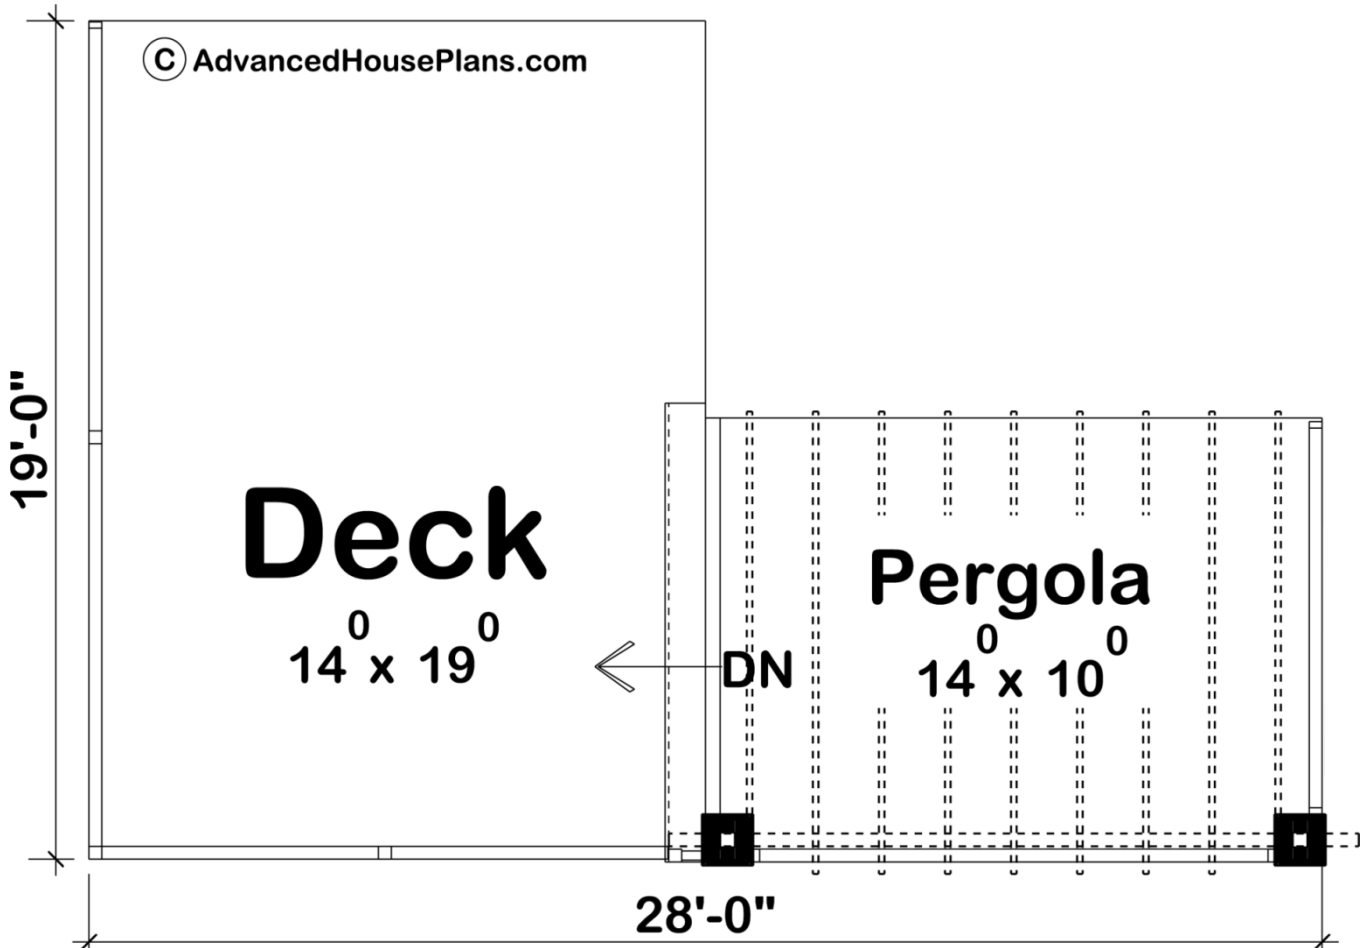 © AdvancedHousePlans.com
19'-0"
Deck
14⁰ x 19⁰
DN
Pergola
14⁰ x 10⁰
28'-0"